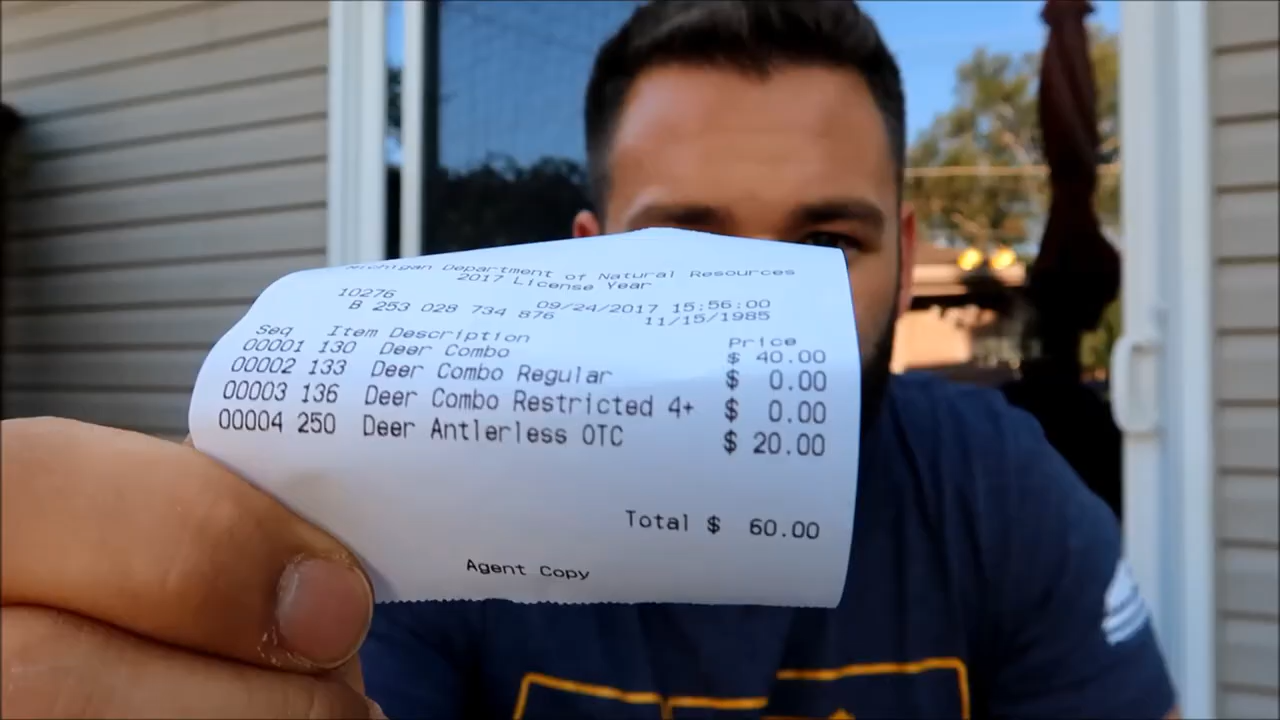 Michigan Department of Natural Resources
2017 License Year
10276 09/24/2017 15:56:00
B 253 028 734 876 11/15/1985
Seq Item Description Price
00001 130 Deer Combo $ 40.00
00002 133 Deer Combo Regular $ 0.00
00003 136 Deer Combo Restricted 4+ $ 0.00
00004 250 Deer Antlerless OTC $ 20.00
Total $ 60.00
Agent Copy